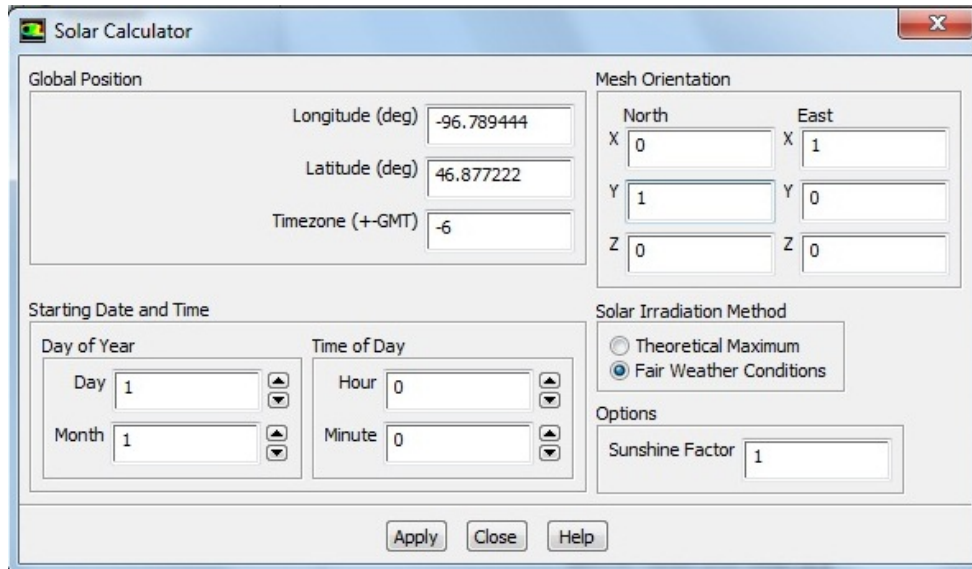 Solar Calculator
Global Position
Longitude (deg) -96.789444
Latitude (deg) 46.877222
Timezone (+-GMT) -6
Mesh Orientation
North East
X 0 X 1
Y 1 Y 0
Z 0 Z 0
Starting Date and Time
Day of Year Time of Day
Day 1 Hour 0
Month 1 Minute 0
Solar Irradiation Method
Theoretical Maximum
Fair Weather Conditions
Options
Sunshine Factor 1
Apply Close Help